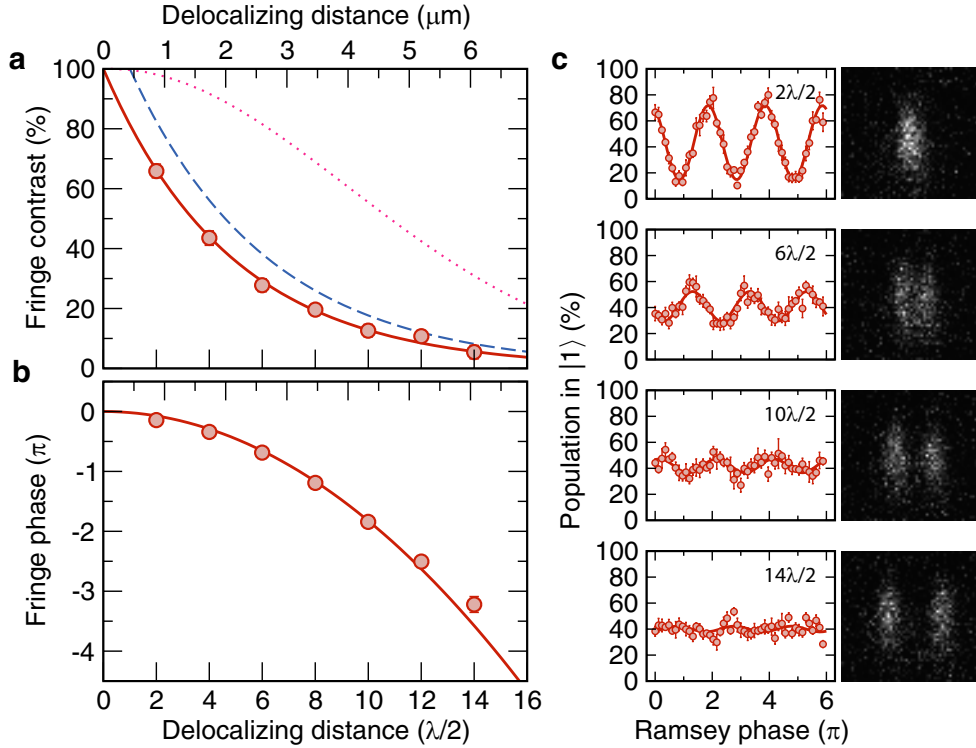 a
Delocalizing distance (μm)
0 1 2 3 4 5 6
Fringe contrast (%)
100
80
60
40
20
0
b
Fringe phase (π)
0
-1
-2
-3
-4
0 2 4 6 8 10 12 14 16
Delocalizing distance (λ/2)
c
Population in |1⟩ (%)
2λ/2
100
80
60
40
20
0
6λ/2
100
80
60
40
20
0
10λ/2
100
80
60
40
20
0
14λ/2
100
80
60
40
20
0
0 2 4 6
Ramsey phase (π)